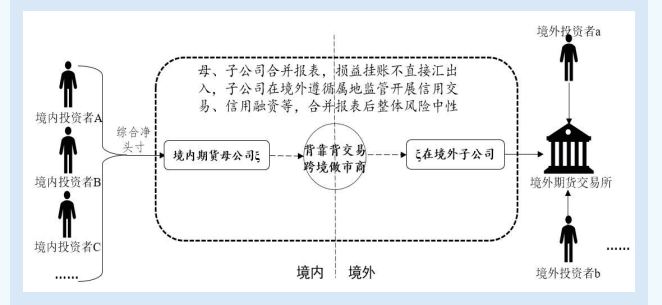 境外投资者a
母、子公司合并报表，损益挂账不直接汇出
入，子公司在境外遵循属地监管开展信用交
易、信用融资等，合并报表后整体风险中性
境内投资者A
综合净
头寸
境内期货母公司ξ
背靠背交易
跨境做市商
ξ在境外子公司
境外期货交易所
境内投资者B
境内投资者C
......
境内
境外
境外投资者b
......